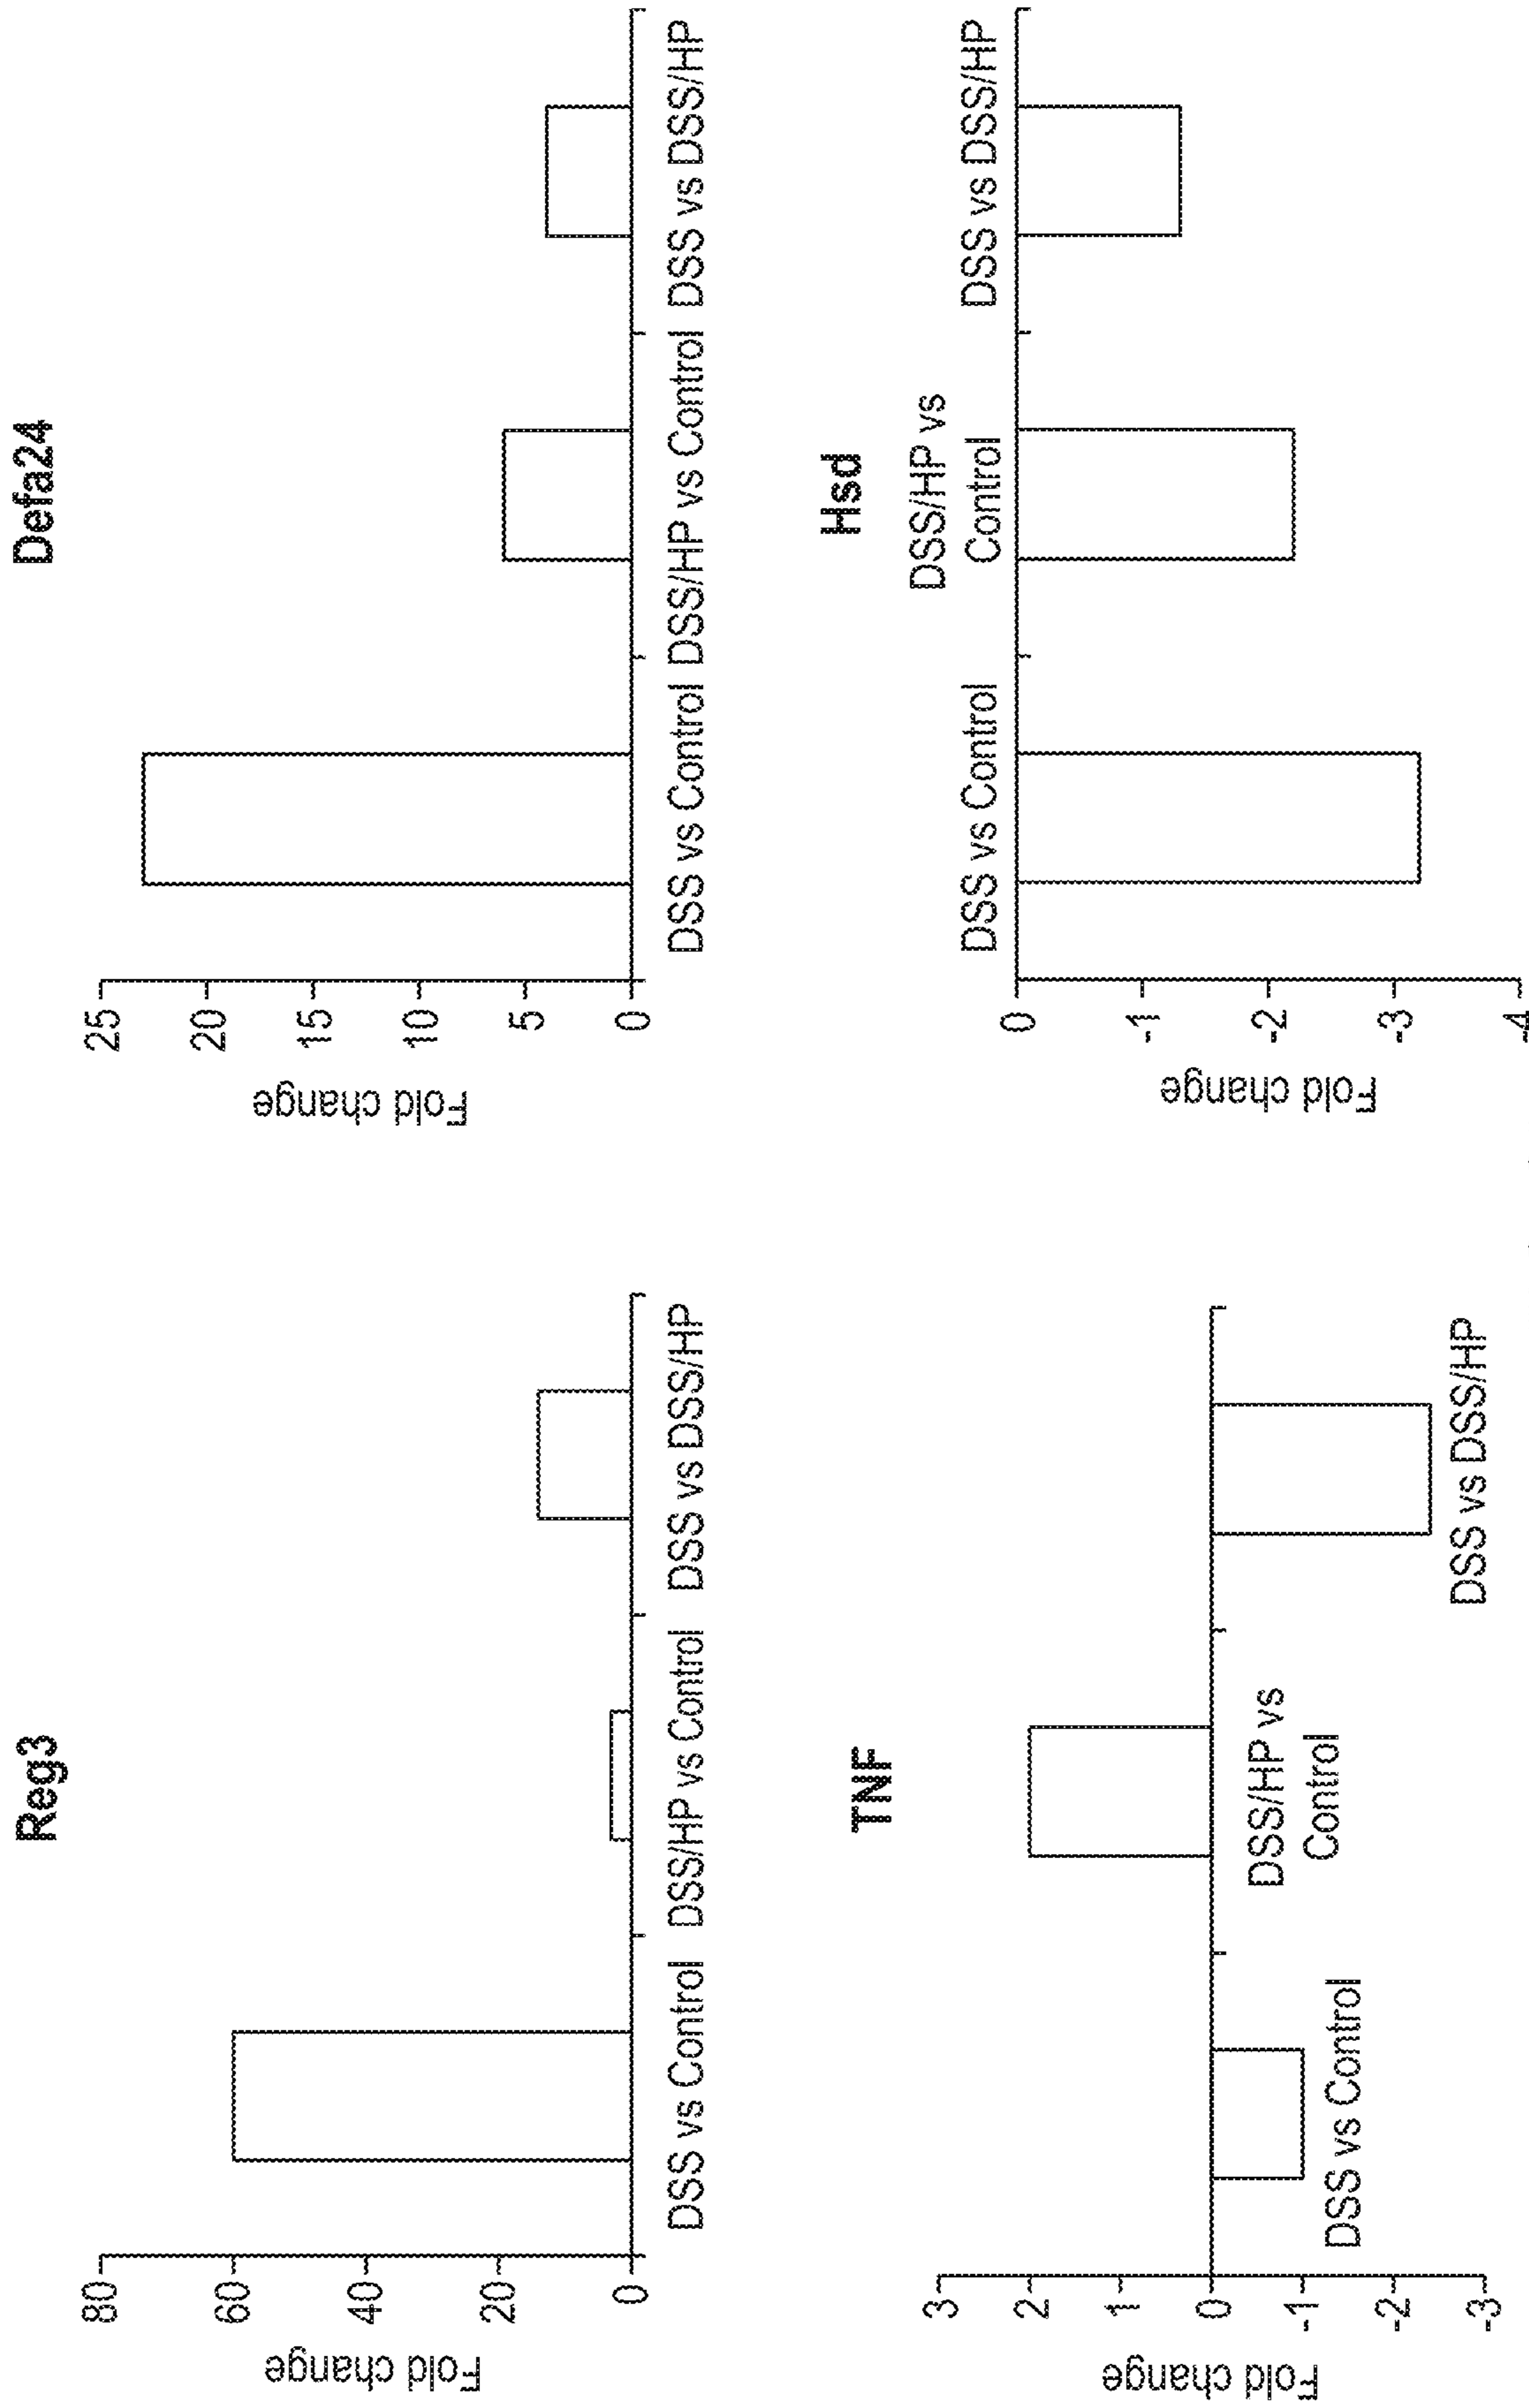 Reg3
80
60
40
20
0
Fold change
DSS vs Control
DSS/HP vs Control
DSS vs DSS/HP
Defa24
25
20
15
10
5
0
Fold change
DSS vs Control
DSS/HP vs Control
DSS vs DSS/HP
TNF
3
2
1
0
-1
-2
-3
Fold change
DSS vs Control
DSS/HP vs
Control
DSS vs DSS/HP
Hsd
DSS vs Control
DSS/HP vs
Control
DSS vs DSS/HP
0
-1
-2
-3
-4
Fold change